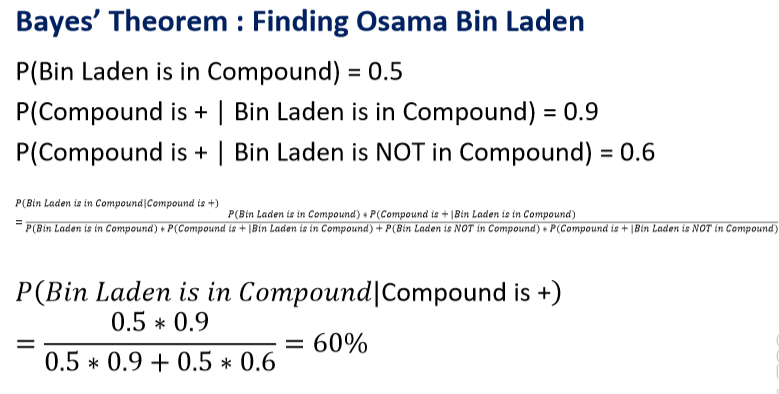 Bayes’ Theorem : Finding Osama Bin Laden
P(Bin Laden is in Compound) = 0.5
P(Compound is + | Bin Laden is in Compound) = 0.9
P(Compound is + | Bin Laden is NOT in Compound) = 0.6
P(Bin Laden is in Compound|Compound is +)
P(Bin Laden is in Compound) * P(Compound is + |Bin Laden is in Compound)
=
P(Bin Laden is in Compound) * P(Compound is + |Bin Laden is in Compound) + P(Bin Laden is NOT in Compound) * P(Compound is + |Bin Laden is NOT in Compound)
P(Bin Laden is in Compound|Compound is +)
0.5 * 0.9
= = 60%
0.5 * 0.9 + 0.5 * 0.6